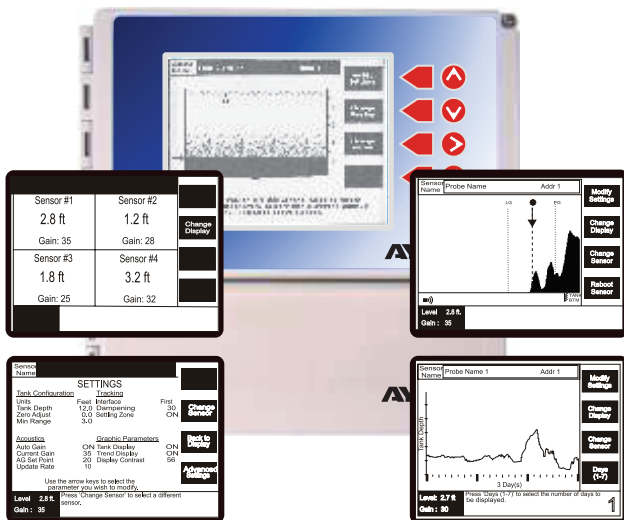 Sensor #1 Sensor #2
2.8 ft 1.2 ft
Gain: 35 Gain: 28
Sensor #3 Sensor #4
1.8 ft 3.2 ft
Gain: 25 Gain: 32
Change
Display
Sensor
Name
Probe Name Addr 1
LG FG
Modify
Settings
Change
Display
Change
Sensor
Reboot
Sensor
TANK
BTM
Level 2.8 ft.
Gain : 35
AY
Sensor
Name
SETTINGS
Tank Configuration Tracking
Units Feet Interface First
Tank Depth 12.0 Dampening 30
Zero Adjust 0.0 Settling Zone ON
Min Range 3.0
Acoustics Graphic Parameters
Auto Gain ON Tank Display ON
Current Gain 35 Trend Display ON
AG Set Point 20 Display Contrast 56
Update Rate 10
Use the arrow keys to select the
parameter you wish to modify.
Change
Sensor
Back to
Display
Advanced
Settings
Level 2.8 ft.
Gain : 35
Press 'Change Sensor' to select a different
sensor.
AY
Sensor
Name
Probe Name 1 Addr 1
Tank Depth
3 Day(s)
Modify
Settings
Change
Display
Change
Sensor
Days
(1-7)
Level: 2.7 ft
Gain : 30
Press 'Days (1-7)' to select the number of days to
be displayed.
1